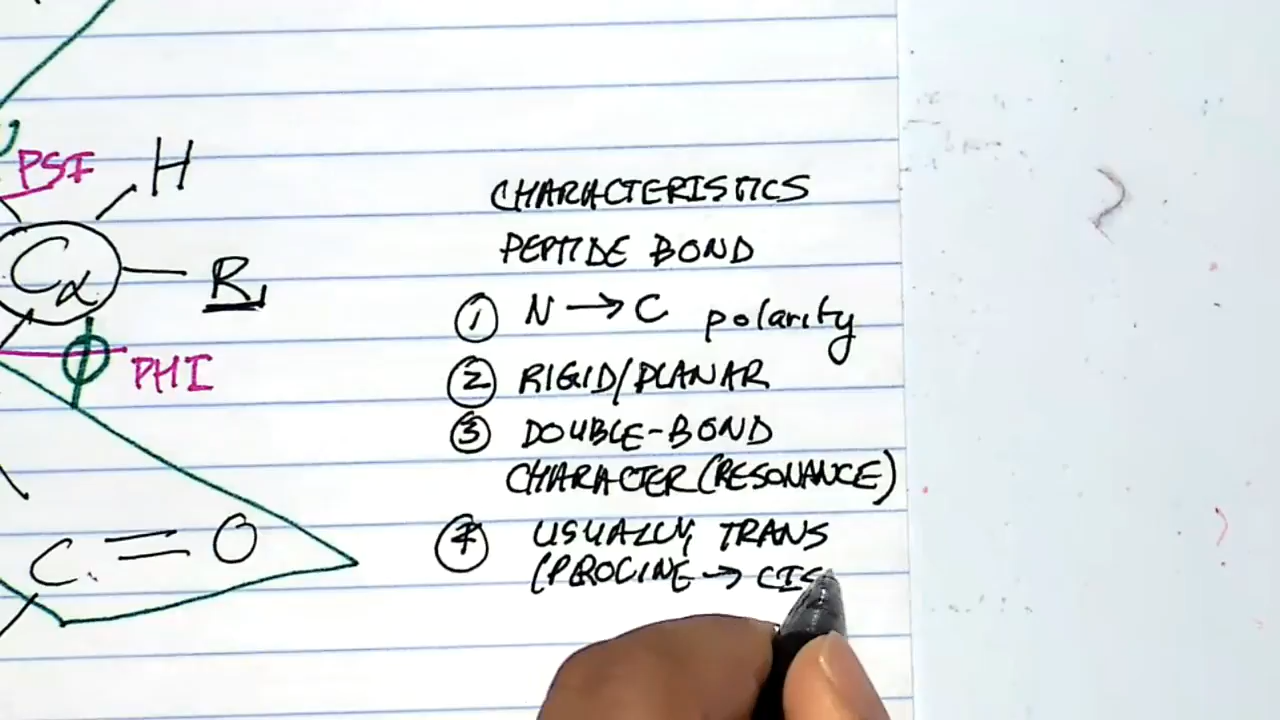 PSI
H
Cα
R1
φ PHI
C = O
CHARACTERISTICS
PEPTIDE BOND
① N → C polarity
② RIGID/PLANAR
③ DOUBLE-BOND
CHARACTER (RESONANCE)
④ USUALLY TRANS
(PROLINE → CIS